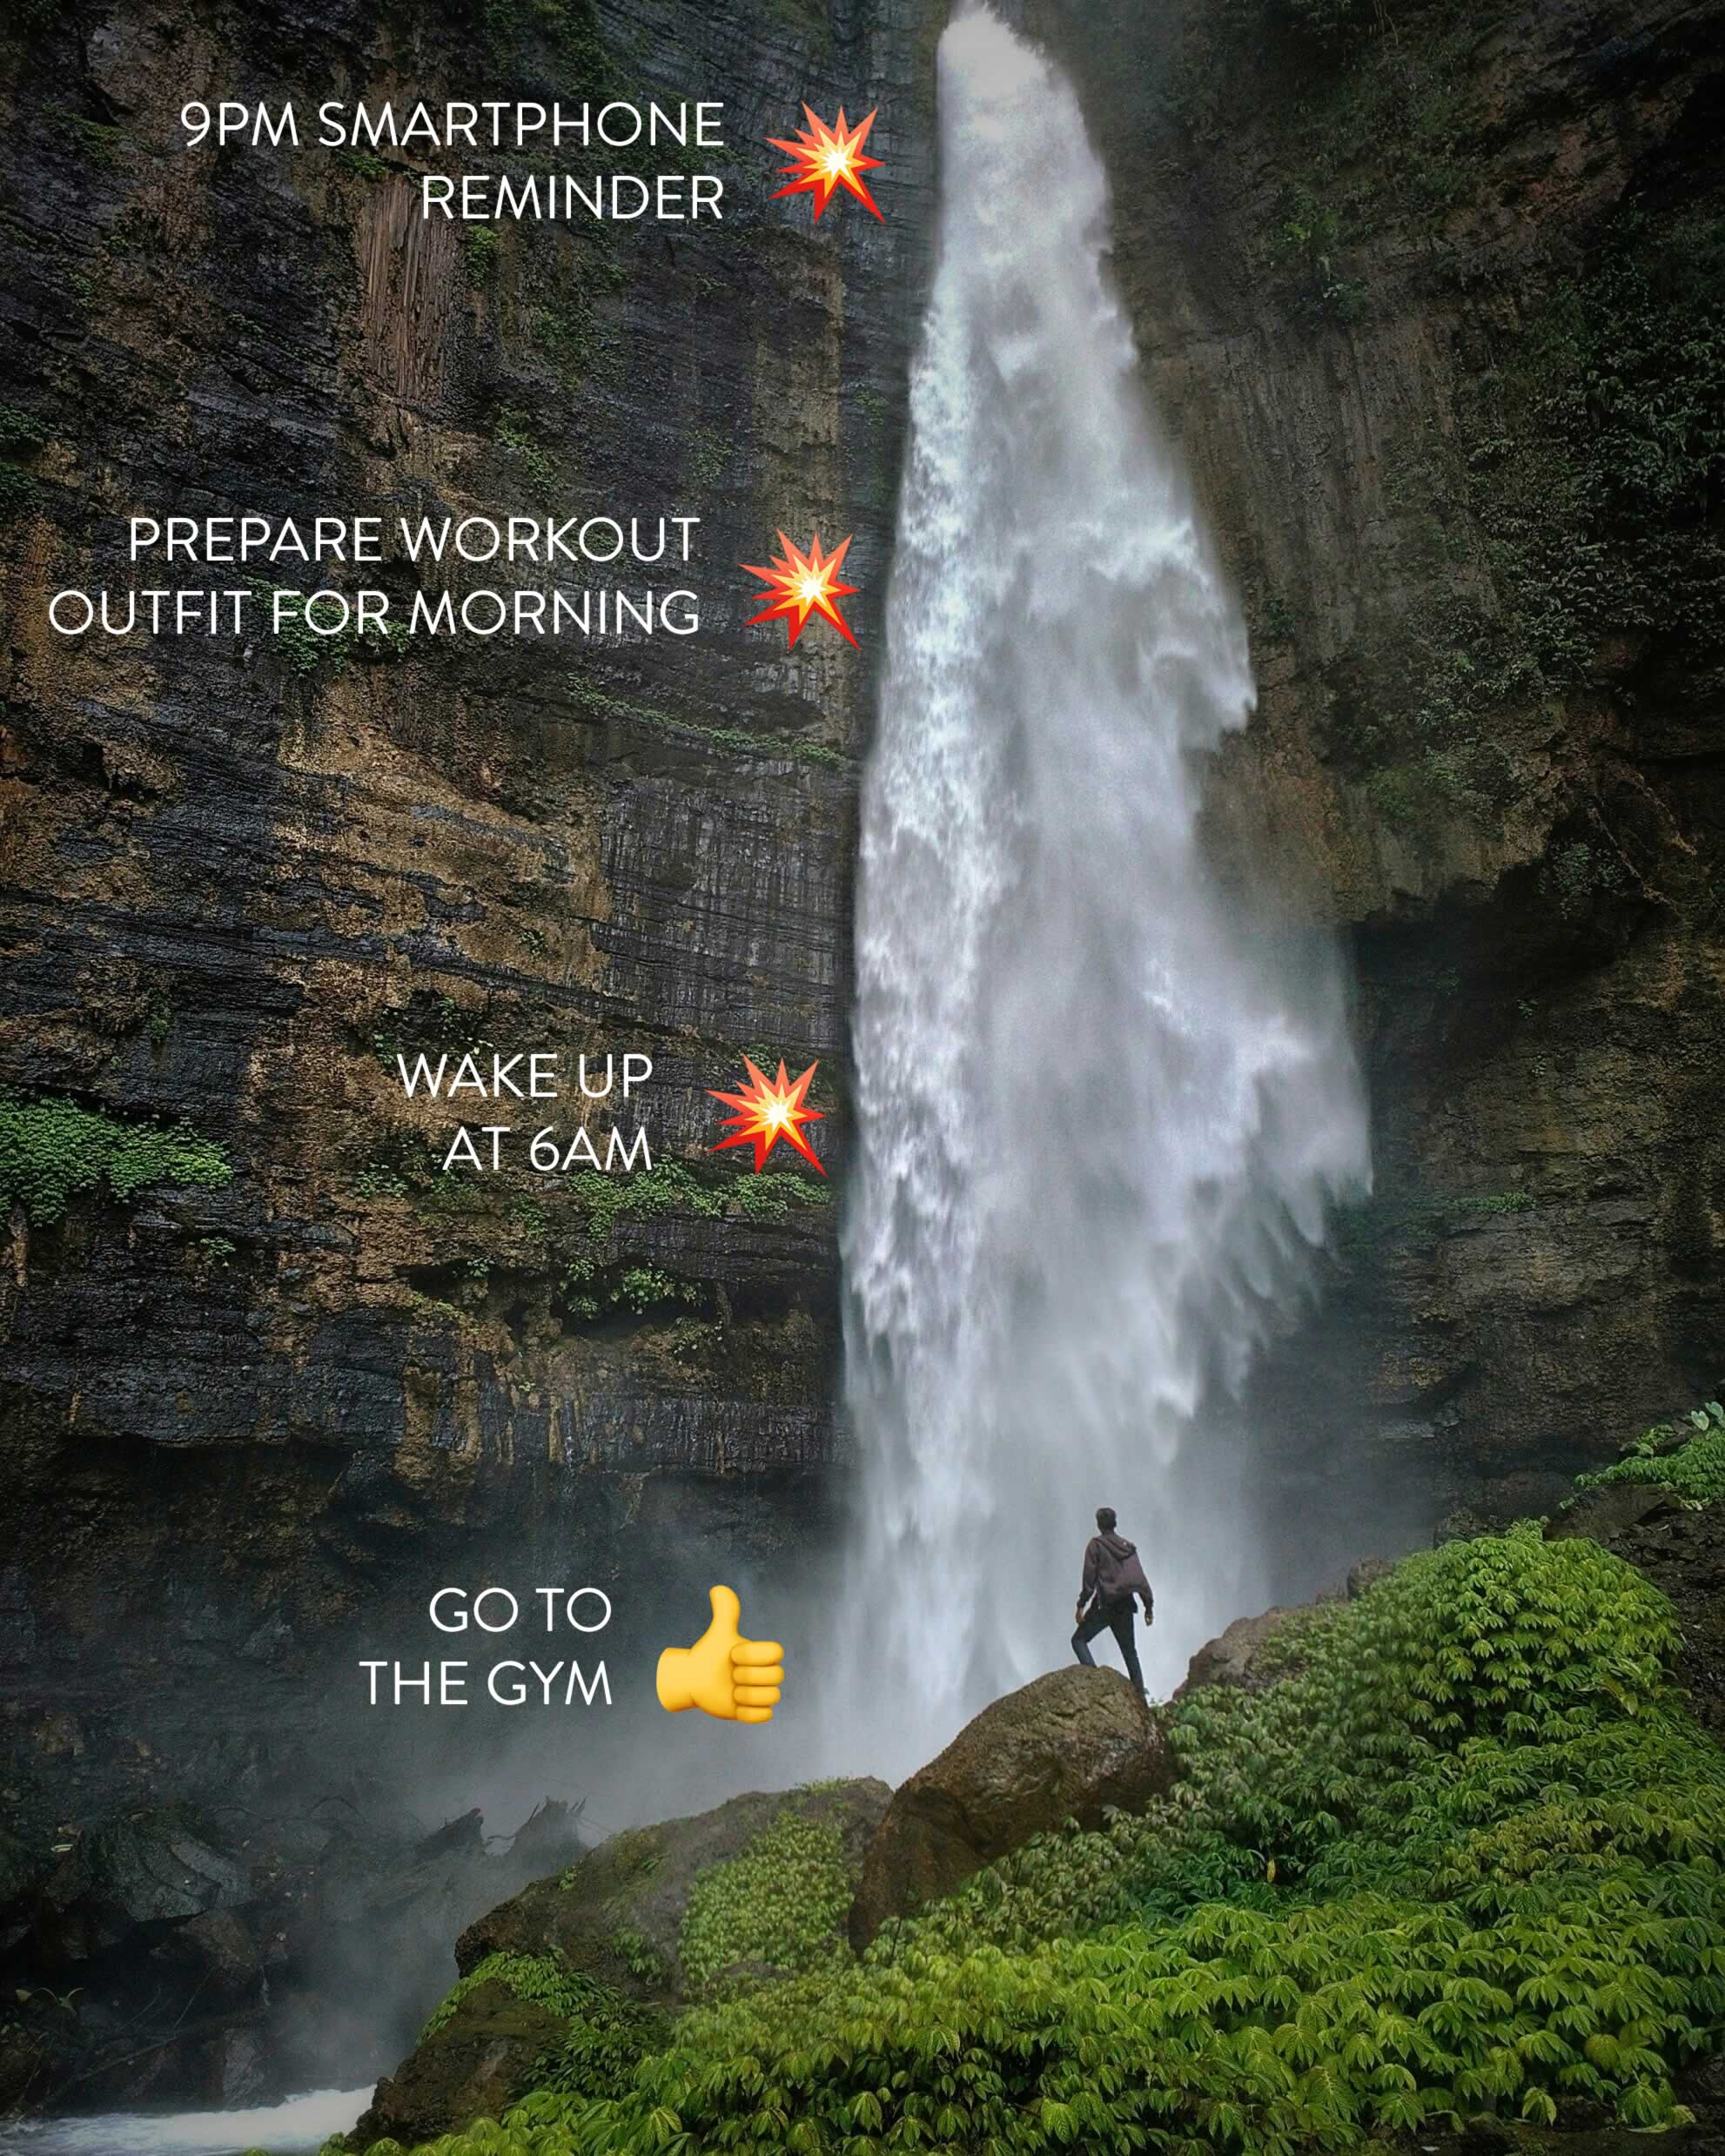 9PM SMARTPHONE
REMINDER
PREPARE WORKOUT
OUTFIT FOR MORNING
WAKE UP
AT 6AM
GO TO
THE GYM